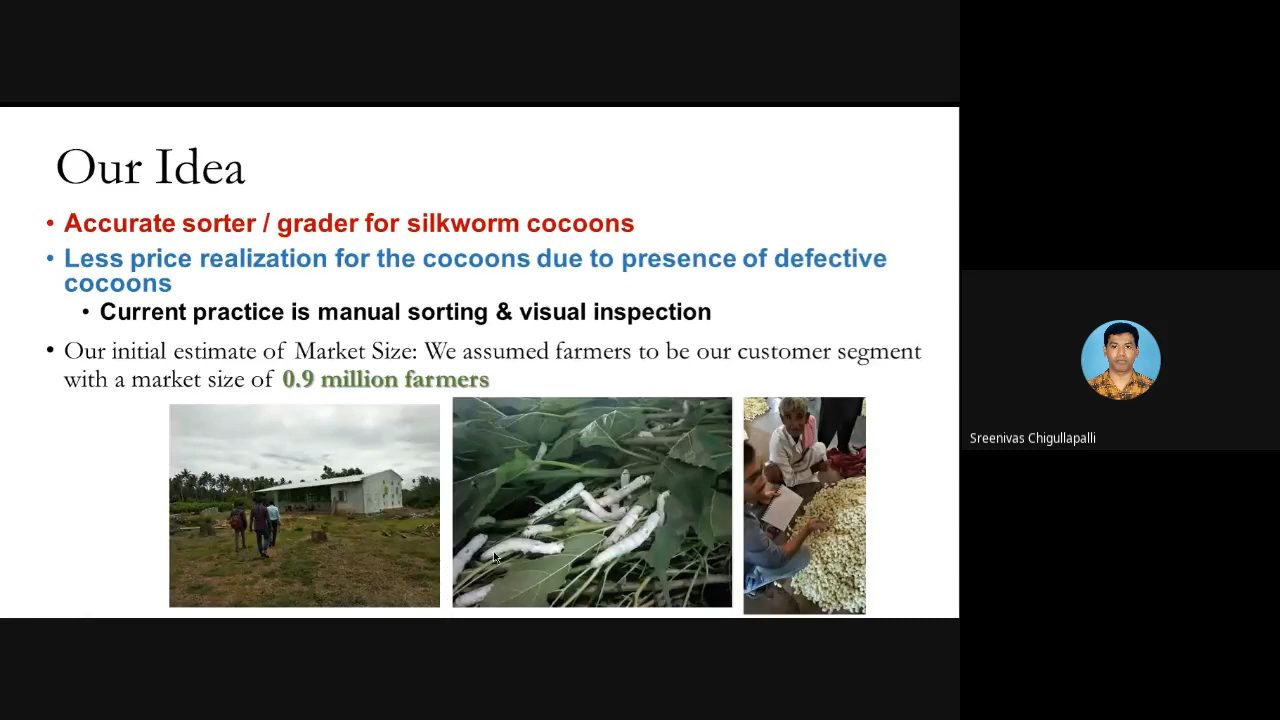 Our Idea
• Accurate sorter / grader for silkworm cocoons
• Less price realization for the cocoons due to presence of defective
cocoons
• Current practice is manual sorting & visual inspection
• Our initial estimate of Market Size: We assumed farmers to be our customer segment
with a market size of 0.9 million farmers
Sreenivas Chigullapalli